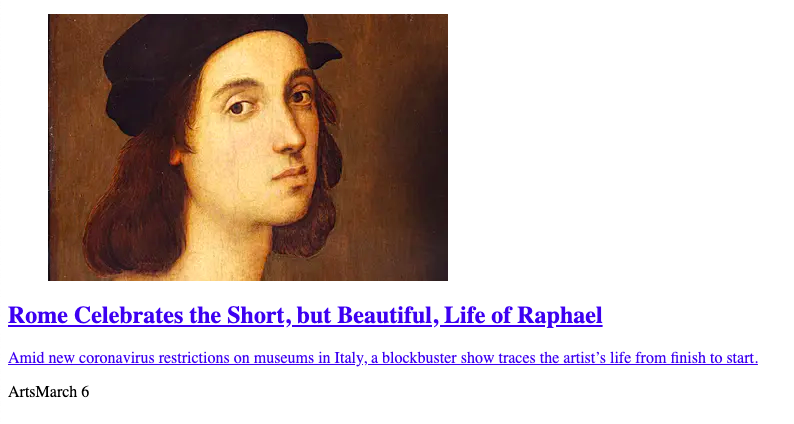 Rome Celebrates the Short, but Beautiful, Life of Raphael
Amid new coronavirus restrictions on museums in Italy, a blockbuster show traces the artist’s life from finish to start.
ArtsMarch 6